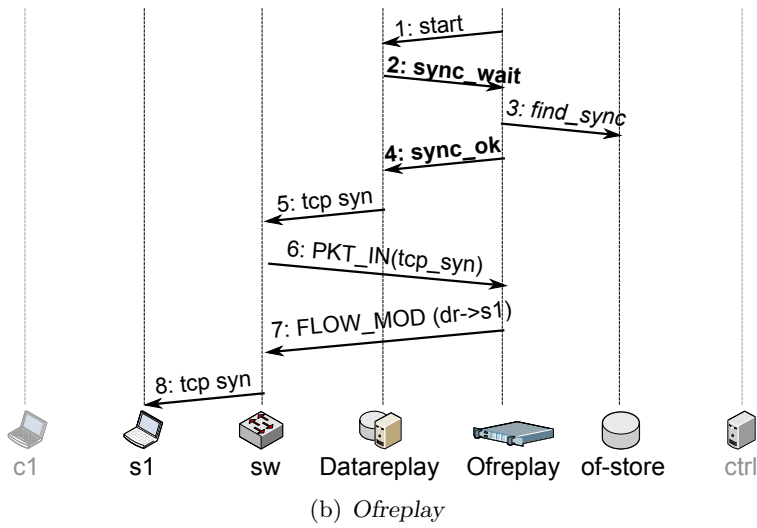 1: start
2: sync_wait
3: find_sync
4: sync_ok
5: tcp syn
6: PKT_IN(tcp_syn)
7: FLOW_MOD (dr->s1)
8: tcp syn
c1 s1 sw Datareplay Ofreplay of-store ctrl
(b) Ofreplay